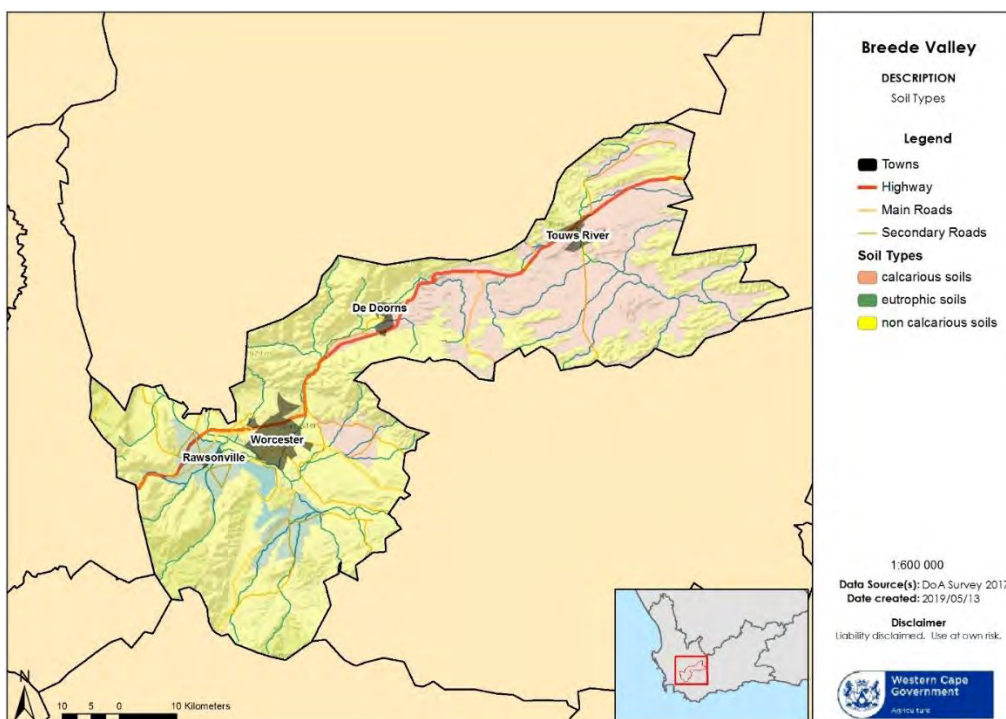 Breede Valley
DESCRIPTION
Soil Types
Legend
Towns
Highway
Main Roads
Secondary Roads
Soil Types
calcarious soils
eutrophic soils
non calcarious soils
Touws River
De Doorns
Worcester
Rawsonville
1:600 000
Data Source(s): DoA Survey 2017
Date created: 2019/05/13
Disclaimer
Liability disclaimed. Use at own risk.
Western Cape
Government
Agriculture
N
10 5 0 10 Kilometers